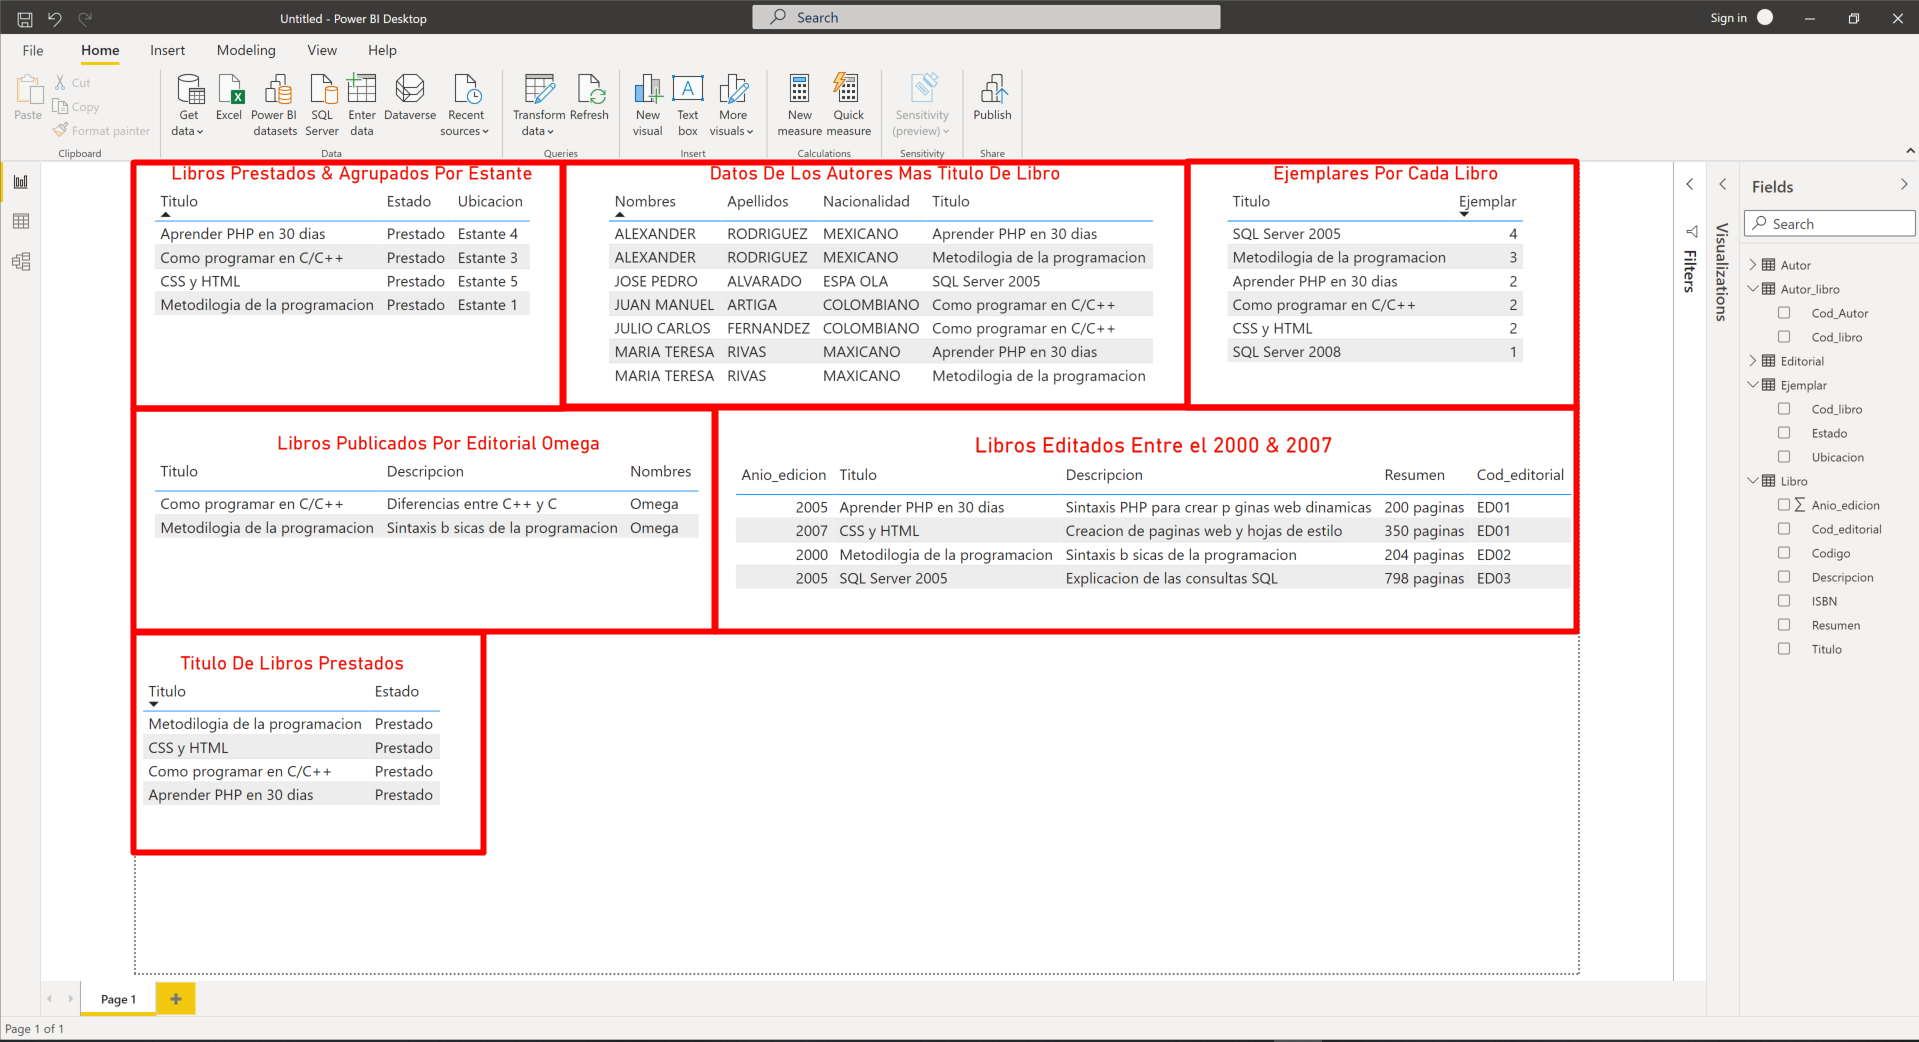 Untitled - Power BI Desktop
Search
Sign in
File Home Insert Modeling View Help
Paste
Cut
Copy
Format painter
Clipboard
Get data
Excel
Power BI datasets
SQL Server
Enter data
Dataverse
Recent sources
Data
Transform data
Refresh
Queries
New visual
Text box
More visuals
Insert
New measure
Quick measure
Calculations
Sensitivity (preview)
Sensitivity
Publish
Share
Libros Prestados & Agrupados Por Estante
Titulo Estado Ubicacion
Aprender PHP en 30 dias Prestado Estante 4
Como programar en C/C++ Prestado Estante 3
CSS y HTML Prestado Estante 5
Metodilogia de la programacion Prestado Estante 1
Datos De Los Autores Mas Titulo De Libro
Nombres Apellidos Nacionalidad Titulo
ALEXANDER RODRIGUEZ MEXICANO Aprender PHP en 30 dias
ALEXANDER RODRIGUEZ MEXICANO Metodilogia de la programacion
JOSE PEDRO ALVARADO ESPA OLA SQL Server 2005
JUAN MANUEL ARTIGA COLOMBIANO Como programar en C/C++
JULIO CARLOS FERNANDEZ COLOMBIANO Como programar en C/C++
MARIA TERESA RIVAS MAXICANO Aprender PHP en 30 dias
MARIA TERESA RIVAS MAXICANO Metodilogia de la programacion
Ejemplares Por Cada Libro
Titulo Ejemplar
SQL Server 2005 4
Metodilogia de la programacion 3
Aprender PHP en 30 dias 2
Como programar en C/C++ 2
CSS y HTML 2
SQL Server 2008 1
Libros Publicados Por Editorial Omega
Titulo Descripcion Nombres
Como programar en C/C++ Diferencias entre C++ y C Omega
Metodilogia de la programacion Sintaxis b sicas de la programacion Omega
Libros Editados Entre el 2000 & 2007
Anio_edicion Titulo Descripcion Resumen Cod_editorial
2005 Aprender PHP en 30 dias Sintaxis PHP para crear p ginas web dinamicas 200 paginas ED01
2007 CSS y HTML Creacion de paginas web y hojas de estilo 350 paginas ED01
2000 Metodilogia de la programacion Sintaxis b sicas de la programacion 204 paginas ED02
2005 SQL Server 2005 Explicacion de las consultas SQL 798 paginas ED03
Titulo De Libros Prestados
Titulo Estado
Metodilogia de la programacion Prestado
CSS y HTML Prestado
Como programar en C/C++ Prestado
Aprender PHP en 30 dias Prestado
Filters
Visualizations
Fields
Search
Autor
Autor_libro
Cod_Autor
Cod_libro
Editorial
Ejemplar
Cod_libro
Estado
Ubicacion
Libro
Anio_edicion
Cod_editorial
Codigo
Descripcion
ISBN
Resumen
Titulo
Page 1
Page 1 of 1